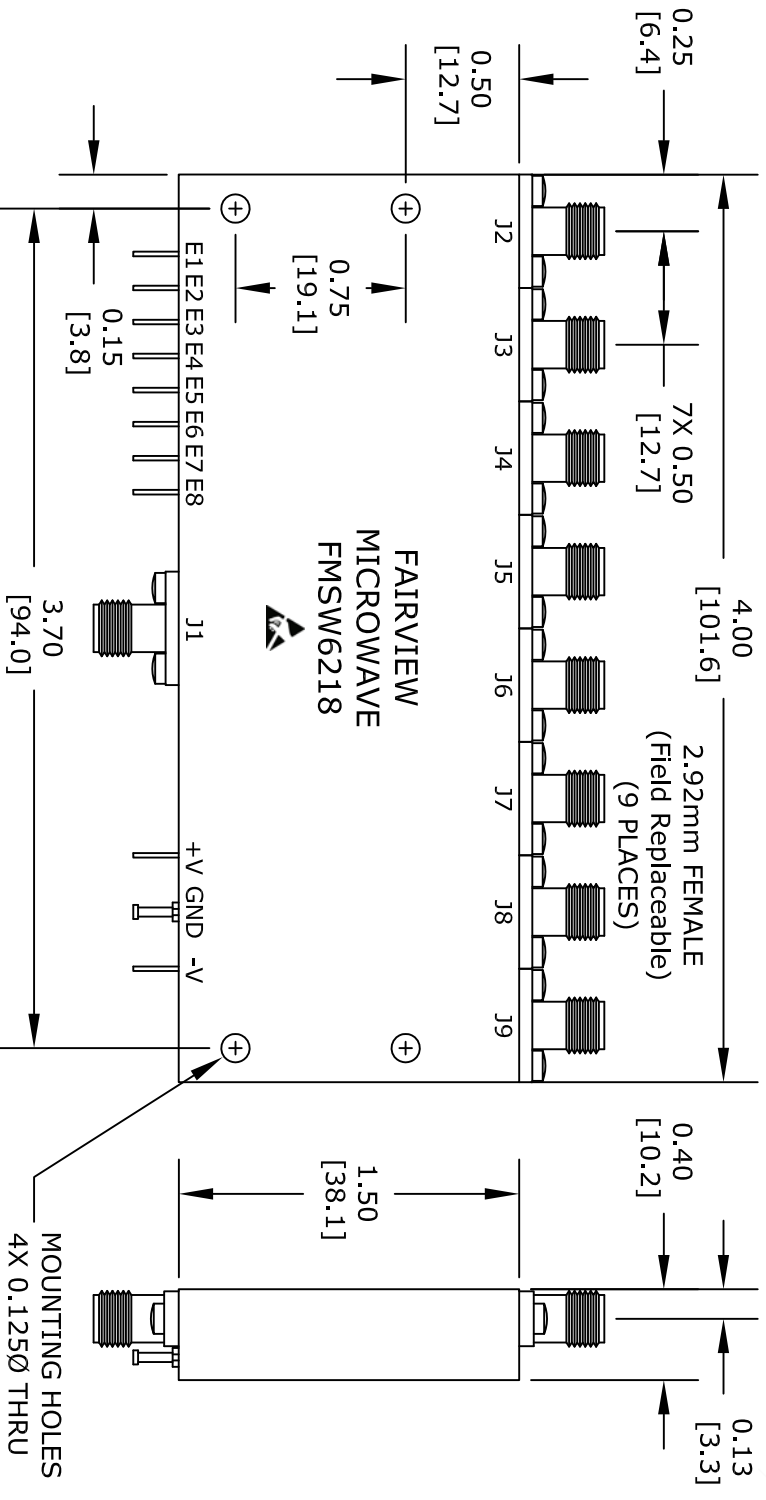 4.00
[101.6]
2.92mm FEMALE
(Field Replaceable)
(9 PLACES)
0.25
[6.4]
7X 0.50
[12.7]
0.50
[12.7]
J2
J3
J4
J5
J6
J7
J8
J9
0.75
[19.1]
FAIRVIEW
MICROWAVE
FMSW6218
E1 E2 E3 E4 E5 E6 E7 E8
J1
+V GND -V
0.15
[3.8]
3.70
[94.0]
0.40
[10.2]
0.13
[3.3]
1.50
[38.1]
MOUNTING HOLES
4X 0.125Ø THRU